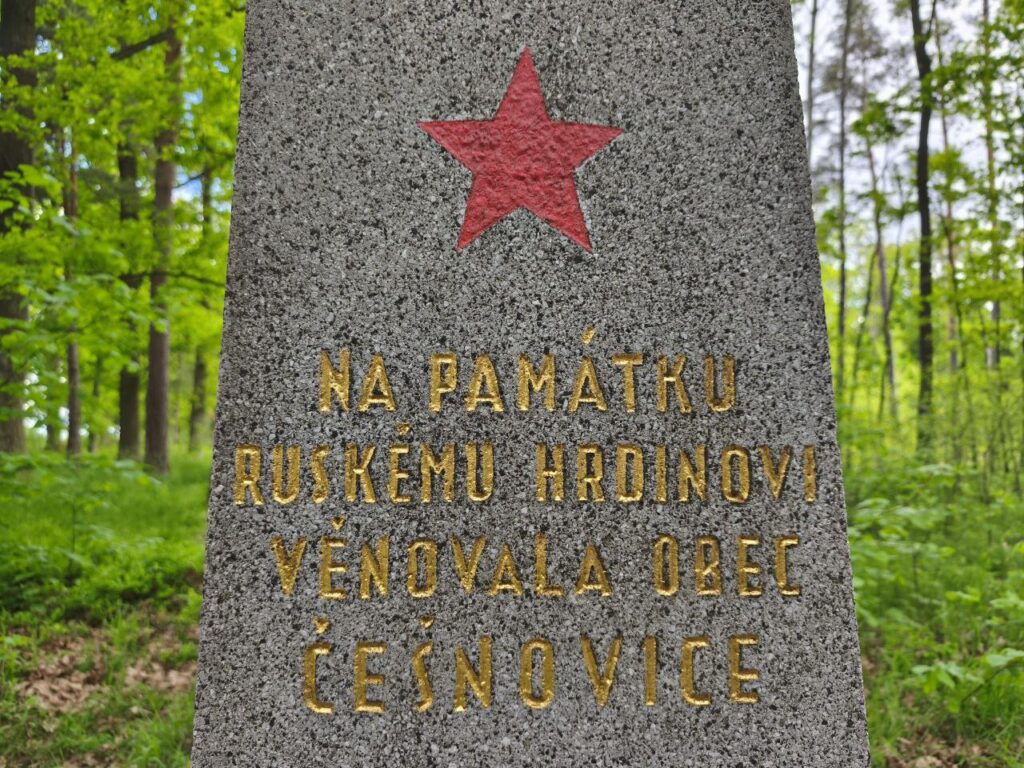 NA PAMÁTKU
RUSKÉMU HRDINOVI
VĚNOVALA OBEC
ČEŠNOVICE